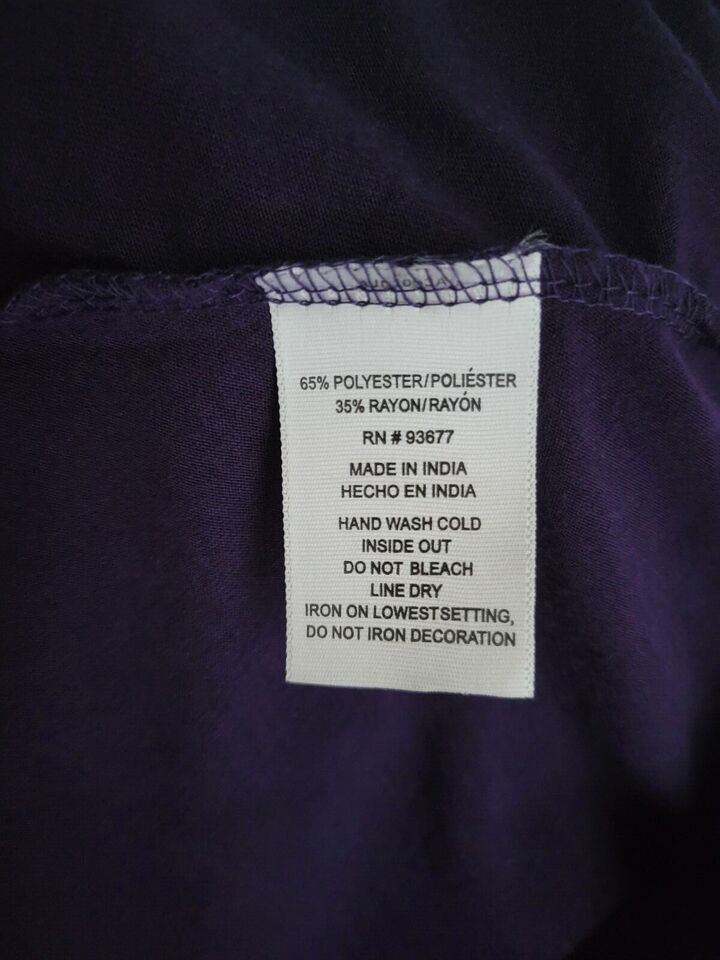 65% POLYESTER/POLIÉSTER
35% RAYON/RAYÓN
RN # 93677
MADE IN INDIA
HECHO EN INDIA
HAND WASH COLD
INSIDE OUT
DO NOT BLEACH
LINE DRY
IRON ON LOWESTSETTING,
DO NOT IRON DECORATION